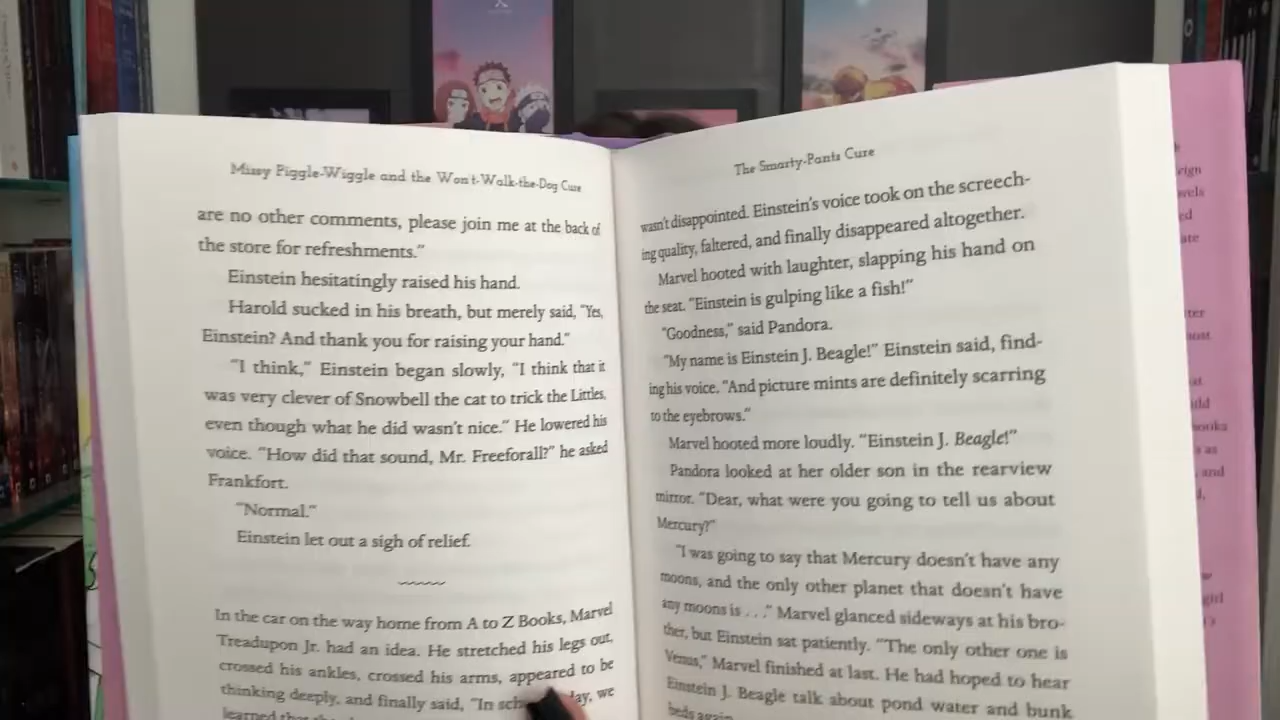 Missy Piggle-Wiggle and the Won't-Walk-the-Dog Cure
are no other comments, please join me at the back of
the store for refreshments."
Einstein hesitatingly raised his hand.
Harold sucked in his breath, but merely said, "Yes,
Einstein? And thank you for raising your hand."
"I think," Einstein began slowly, "I think that it
was very clever of Snowbell the cat to trick the Littles,
even though what he did wasn't nice." He lowered his
voice. "How did that sound, Mr. Freeforall?" he asked
Frankfort.
"Normal."
Einstein let out a sigh of relief.
In the car on the way home from A to Z Books, Marvel
Treadupon Jr. had an idea. He stretched his legs out,
crossed his ankles, crossed his arms, appeared to be
thinking deeply, and finally said, "In we
learned
The Smarty-Pants Cure
wasn't disappointed. Einstein's voice took on the screech-
ing quality, faltered, and finally disappeared altogether.
Marvel hooted with laughter, slapping his hand on
the seat. "Einstein is gulping like a fish!"
"Goodness," said Pandora.
"My name is Einstein J. Beagle!" Einstein said, find-
ing his voice. "And picture mints are definitely scarring
to the eyebrows."
Marvel hooted more loudly. "Einstein J. Beagle!"
Pandora looked at her older son in the rearview
mirror. "Dear, what were you going to tell us about
Mercury?"
"I was going to say that Mercury doesn't have any
moons, and the only other planet that doesn't have
any moons is . . ." Marvel glanced sideways at his bro-
ther, but Einstein sat patiently. "The only other one is
Venus," Marvel finished at last. He had hoped to hear
Einstein J. Beagle talk about pond water and bunk
beds again.